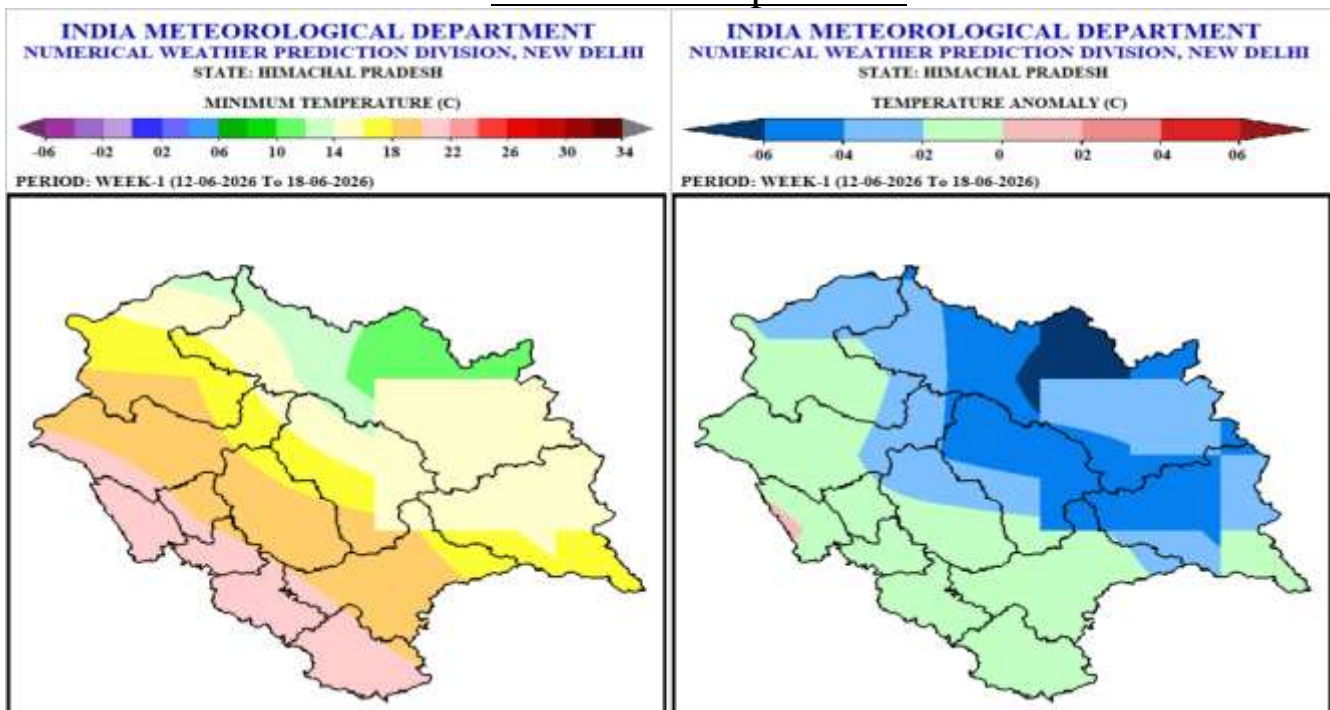 INDIA METEOROLOGICAL DEPARTMENT
NUMERICAL WEATHER PREDICTION DIVISION, NEW DELHI
STATE: HIMACHAL PRADESH
MINIMUM TEMPERATURE (C)
-06 -02 02 06 10 14 18 22 26 30 34
PERIOD: WEEK-1 (12-06-2026 To 18-06-2026)
INDIA METEOROLOGICAL DEPARTMENT
NUMERICAL WEATHER PREDICTION DIVISION, NEW DELHI
STATE: HIMACHAL PRADESH
TEMPERATURE ANOMALY (C)
-06 -04 -02 0 02 04 06
PERIOD: WEEK-1 (12-06-2026 To 18-06-2026)